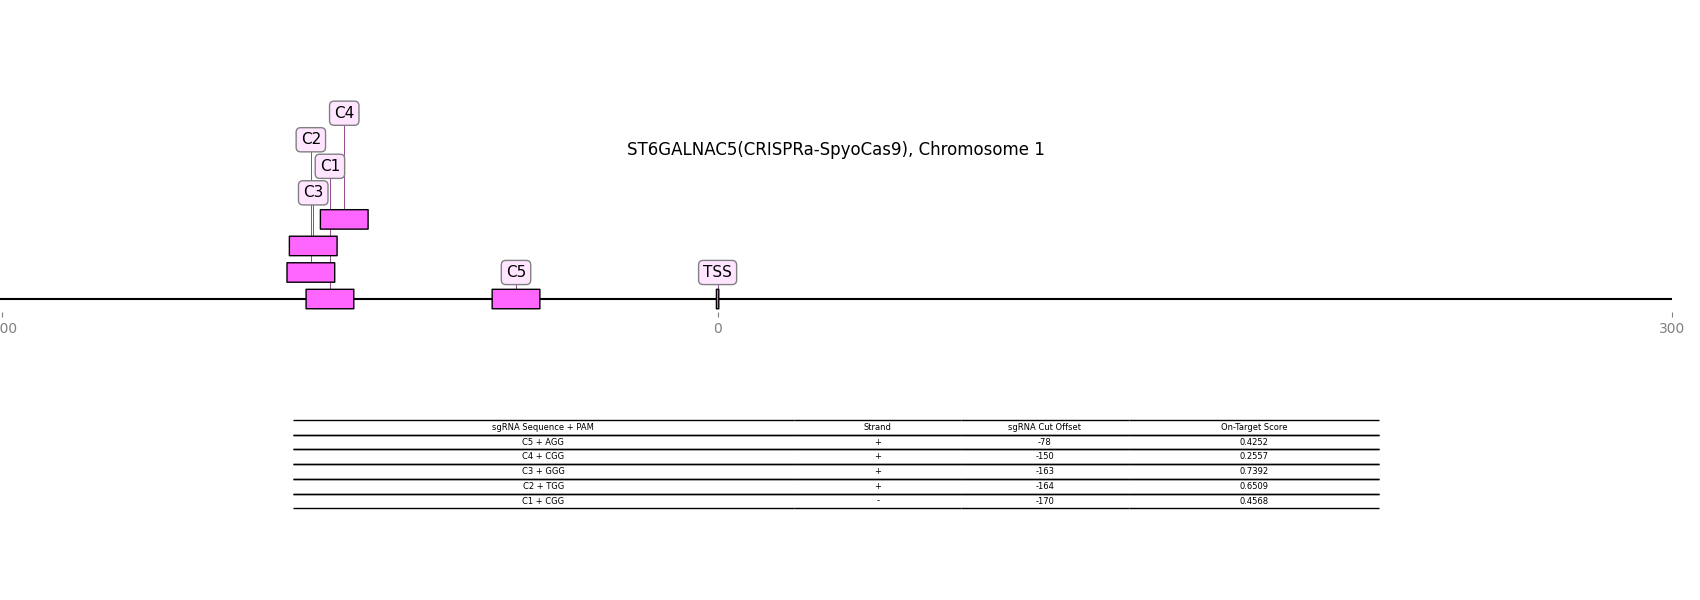 C4
C2
ST6GALNAC5(CRISPRa-SpyoCas9), Chromosome 1
C1
C3
C5
TSS
00
0
300
sgRNA Sequence + PAM Strand sgRNA Cut Offset On-Target Score
C5 + AGG + -78 0.4252
C4 + CGG + -150 0.2557
C3 + GGG + -163 0.7392
C2 + TGG + -164 0.6509
C1 + CGG - -170 0.4568